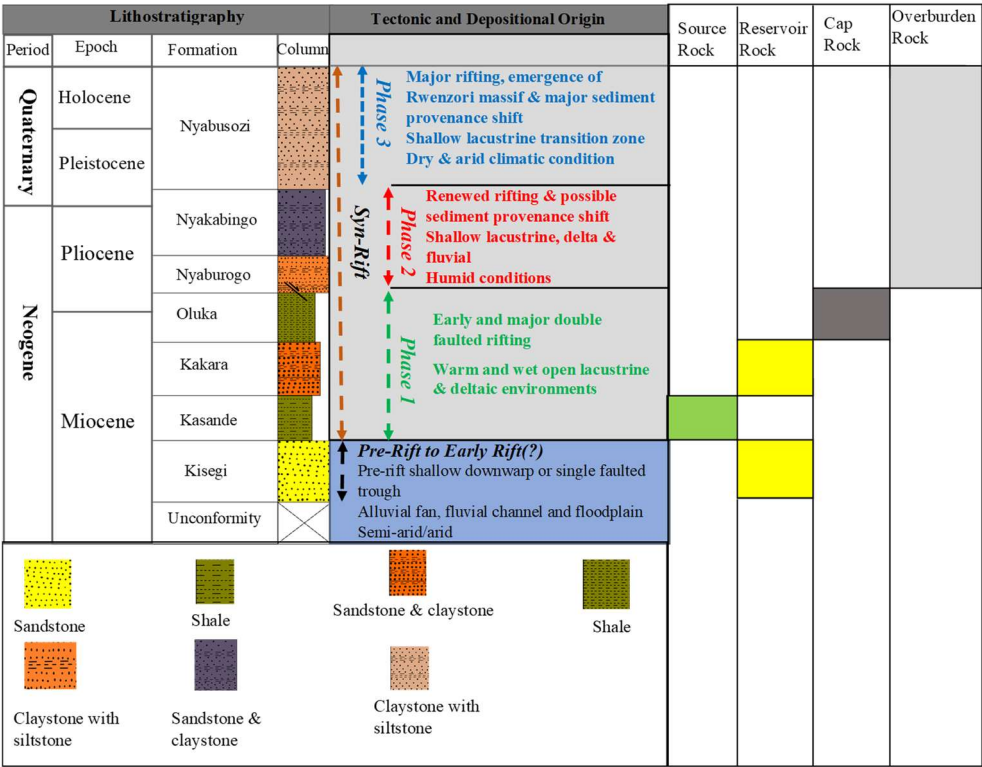 Lithostratigraphy
Tectonic and Depositional Origin
Source
Rock
Reservoir
Rock
Cap
Rock
Overburden
Rock
Period
Epoch
Formation
Column
Quaternary
Neogene
Holocene
Pleistocene
Pliocene
Miocene
Nyabusozi
Nyakabingo
Nyaburogo
Oluka
Kakara
Kasande
Kisegi
Unconformity
Syn-Rift
Phase 3
Major rifting, emergence of
Rwenzori massif & major sediment
provenance shift
Shallow lacustrine transition zone
Dry & arid climatic condition
Phase 2
Renewed rifting & possible
sediment provenance shift
Shallow lacustrine, delta &
fluvial
Humid conditions
Phase 1
Early and major double
faulted rifting
Warm and wet open lacustrine
& deltaic environments
Pre-Rift to Early Rift(?)
Pre-rift shallow downwarp or single faulted
trough
Alluvial fan, fluvial channel and floodplain
Semi-arid/arid
Sandstone
Shale
Sandstone & claystone
Shale
Claystone with
siltstone
Sandstone &
claystone
Claystone with
siltstone